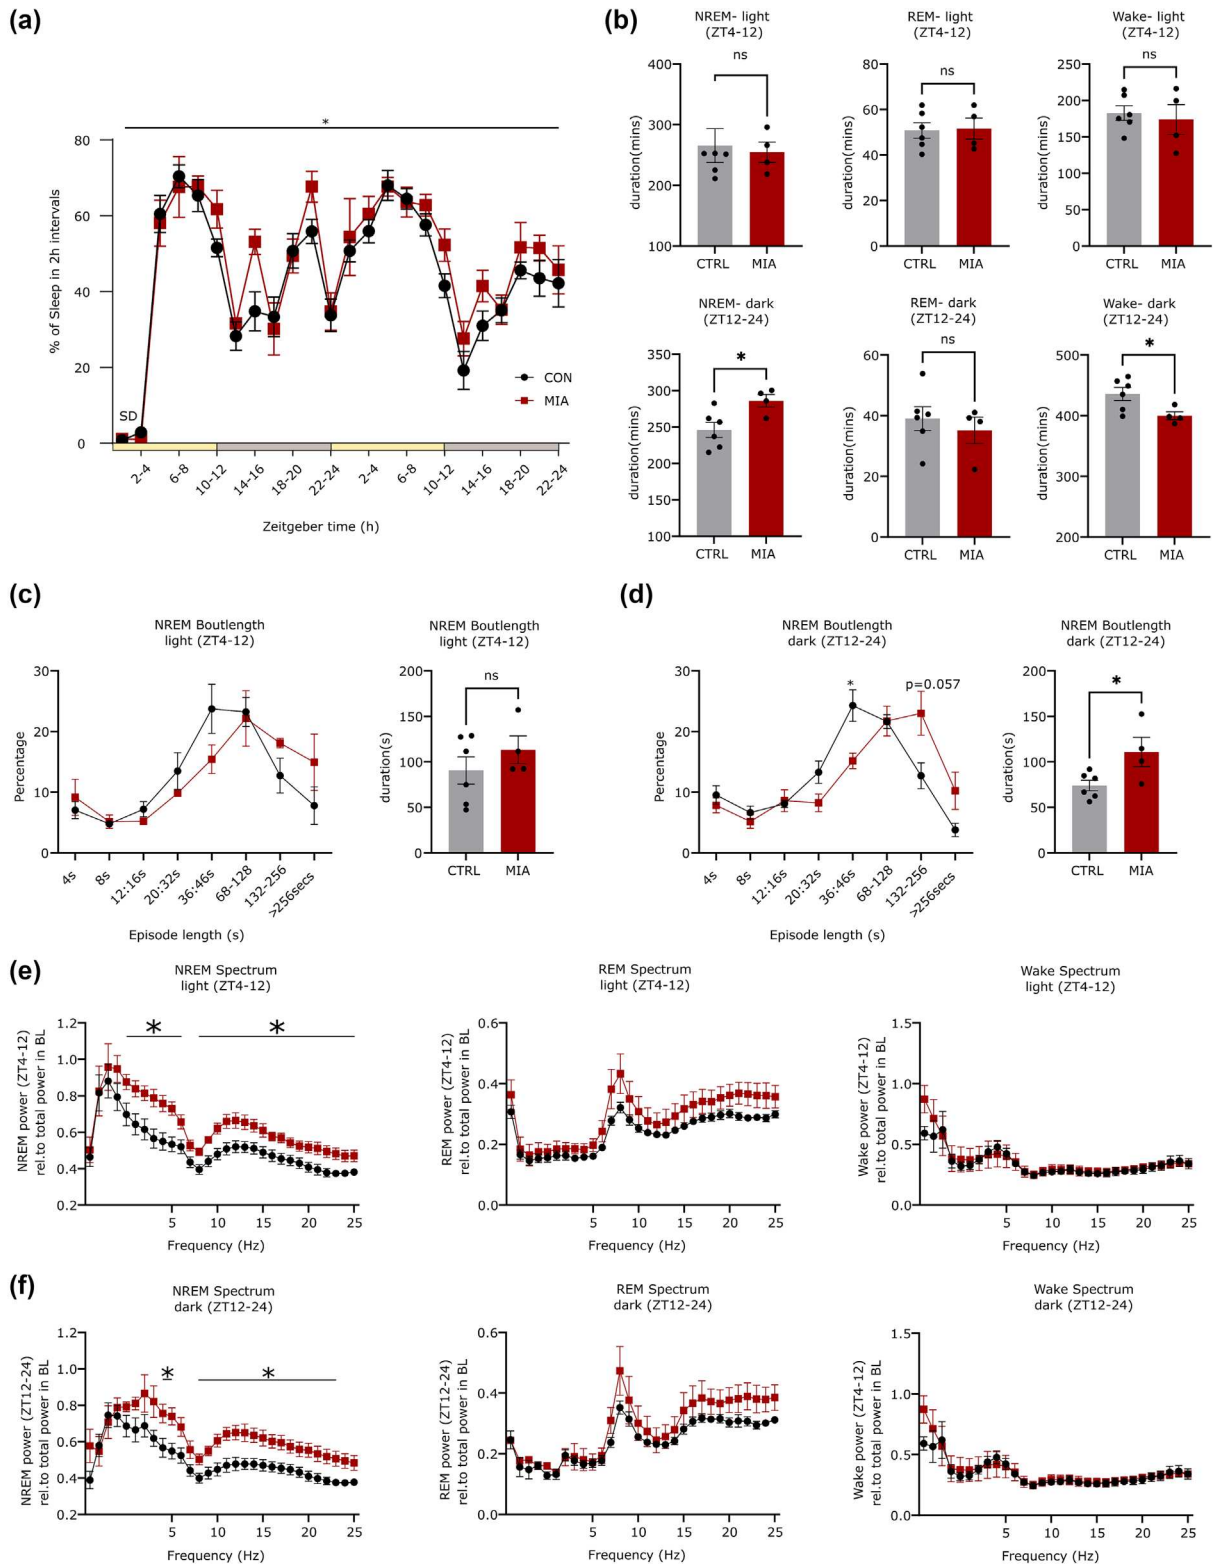 (a)
*
% of Sleep in 2h intervals
80
60
40
20
0
SD
CON
MIA
2-4
6-8
10-12
14-16
18-20
22-24
2-4
6-8
10-12
14-16
18-20
22-24
Zeitgeber time (h)
(b)
NREM- light
(ZT4-12)
duration(mins)
400
300
200
100
ns
CTRL
MIA
REM- light
(ZT4-12)
duration(mins)
80
60
40
20
0
ns
CTRL
MIA
Wake- light
(ZT4-12)
duration(mins)
250
200
150
100
50
0
ns
CTRL
MIA
NREM- dark
(ZT12-24)
duration(mins)
350
300
250
200
150
100
*
CTRL
MIA
REM- dark
(ZT12-24)
duration(mins)
60
40
20
0
ns
CTRL
MIA
Wake- dark
(ZT12-24)
duration(mins)
500
400
300
200
*
CTRL
MIA
(c)
NREM Boutlength
light (ZT4-12)
Percentage
30
20
10
0
4s
8s
12:16s
20:32s
36:46s
68-128
132-256
>256secs
Episode length (s)
NREM Boutlength
light (ZT4-12)
duration(s)
200
150
100
50
0
ns
CTRL
MIA
(d)
NREM Boutlength
dark (ZT12-24)
Percentage
30
20
10
0
*
p=0.057
4s
8s
12:16s
20:32s
36:46s
68-128
132-256
>256secs
Episode length (s)
NREM Boutlength
dark (ZT12-24)
duration(s)
200
150
100
50
0
*
CTRL
MIA
(e)
NREM Spectrum
light (ZT4-12)
NREM power (ZT4-12)
rel.to total power in BL
1.2
1.0
0.8
0.6
0.4
0.2
*
*
5
10
15
20
25
Frequency (Hz)
REM Spectrum
light (ZT4-12)
REM power (ZT4-12)
rel.to total power in BL
0.6
0.4
0.2
0.0
5
10
15
20
25
Frequency (Hz)
Wake Spectrum
light (ZT4-12)
Wake power (ZT4-12)
rel.to total power in BL
1.5
1.0
0.5
0.0
5
10
15
20
25
Frequency (Hz)
(f)
NREM Spectrum
dark (ZT12-24)
NREM power (ZT12-24)
rel.to total power in BL
1.2
1.0
0.8
0.6
0.4
0.2
*
*
5
10
15
20
25
Frequency (Hz)
REM Spectrum
dark (ZT12-24)
REM power (ZT12-24)
rel.to total power in BL
0.6
0.4
0.2
0.0
5
10
15
20
25
Frequency (Hz)
Wake Spectrum
dark (ZT12-24)
Wake power (ZT4-12)
rel.to total power in BL
1.5
1.0
0.5
0.0
5
10
15
20
25
Frequency (Hz)